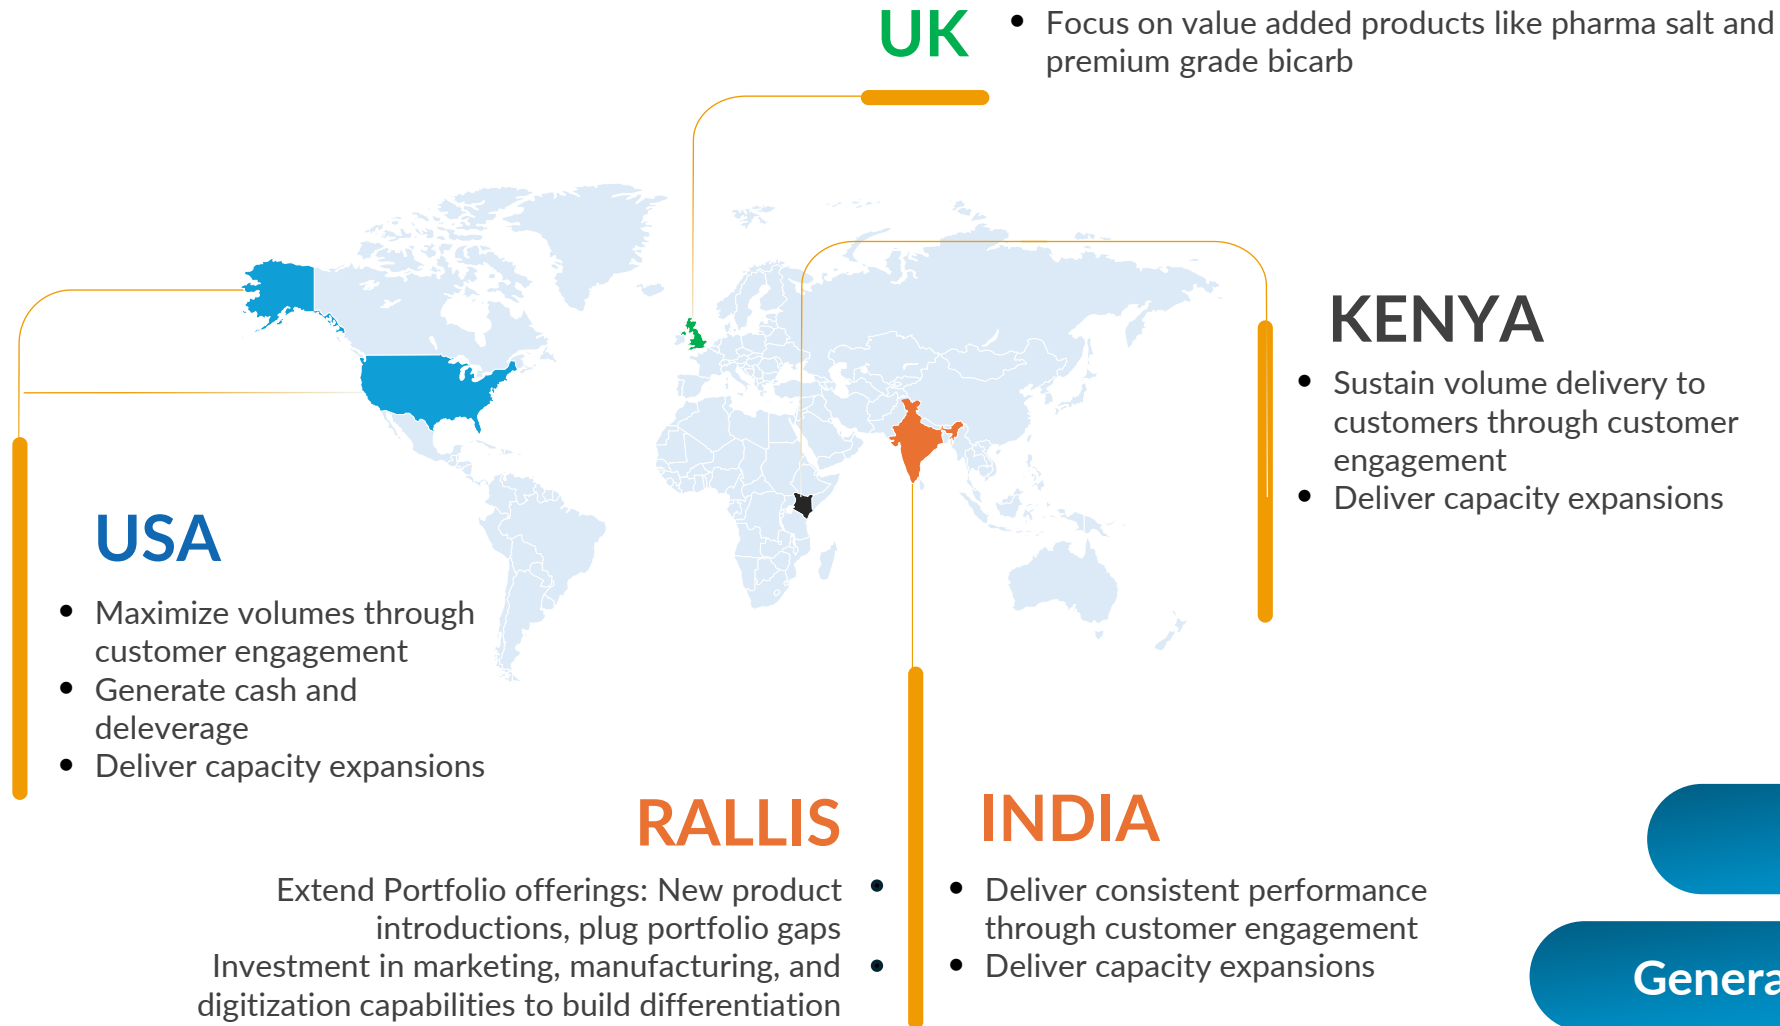 UK
• Focus on value added products like pharma salt and
premium grade bicarb
KENYA
• Sustain volume delivery to
customers through customer
engagement
• Deliver capacity expansions
USA
• Maximize volumes through
customer engagement
• Generate cash and
deleverage
• Deliver capacity expansions
RALLIS
Extend Portfolio offerings: New product •
introductions, plug portfolio gaps
Investment in marketing, manufacturing, and •
digitization capabilities to build differentiation
INDIA
• Deliver consistent performance
through customer engagement
• Deliver capacity expansions